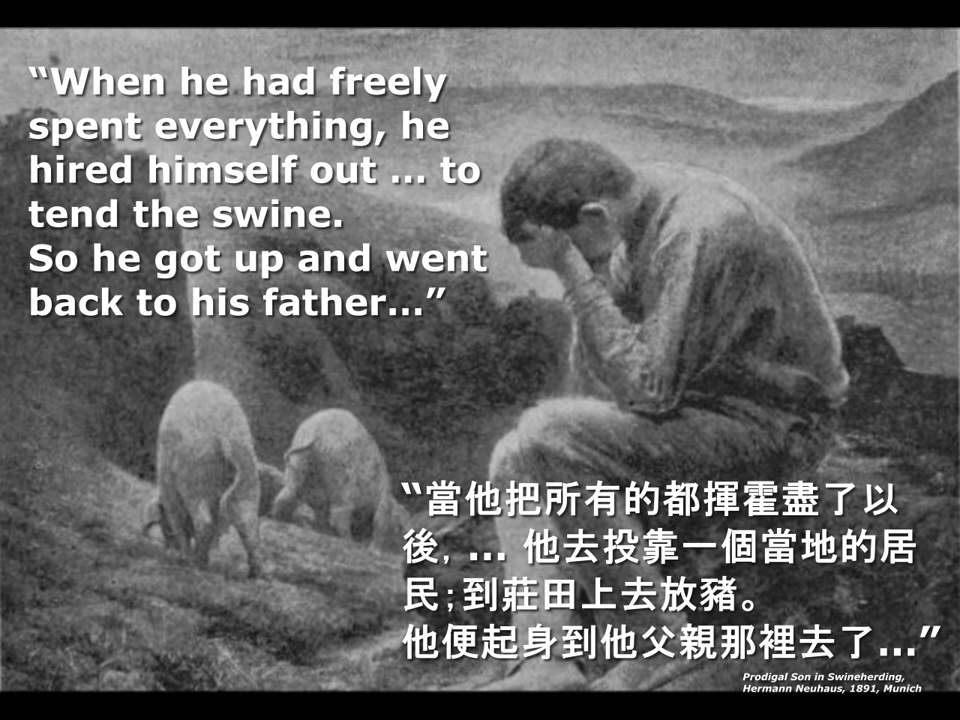 “When he had freely
spent everything, he
hired himself out ... to
tend the swine.
So he got up and went
back to his father...”
“當他把所有的都揮霍盡了以
後, ... 他去投靠一個當地的居
民;到莊田上去放豬。
他便起身到他父親那裡去了...”
Prodigal Son in Swineherding,
Hermann Neuhaus, 1891, Munich